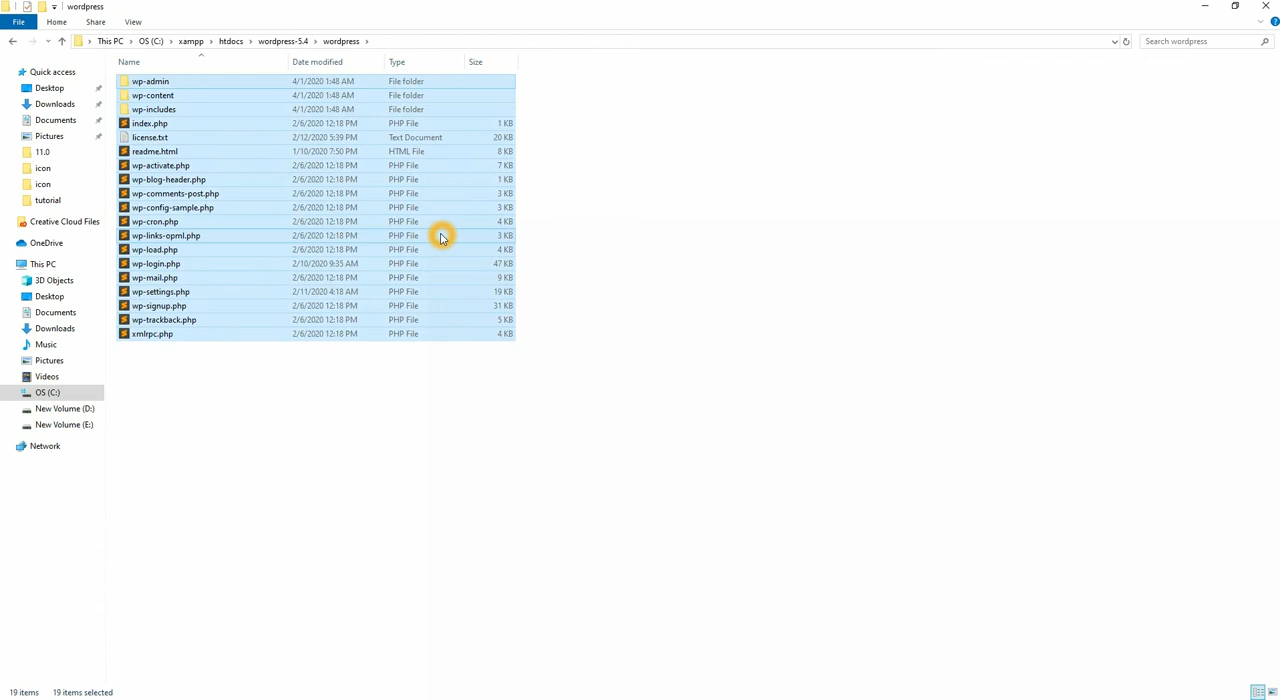 wordpress
File Home Share View
This PC OS (C:) xampp htdocs wordpress-5.4 wordpress
Search wordpress
Name Date modified Type Size
Quick access
Desktop
Downloads
Documents
Pictures
11.0
icon
icon
tutorial
Creative Cloud Files
OneDrive
This PC
3D Objects
Desktop
Documents
Downloads
Music
Pictures
Videos
OS (C:)
New Volume (D:)
New Volume (E:)
Network
wp-admin 4/1/2020 1:48 AM File folder
wp-content 4/1/2020 1:48 AM File folder
wp-includes 4/1/2020 1:48 AM File folder
index.php 2/6/2020 12:18 PM PHP File 1 KB
license.txt 2/12/2020 5:39 PM Text Document 20 KB
readme.html 1/10/2020 7:50 PM HTML File 8 KB
wp-activate.php 2/6/2020 12:18 PM PHP File 7 KB
wp-blog-header.php 2/6/2020 12:18 PM PHP File 1 KB
wp-comments-post.php 2/6/2020 12:18 PM PHP File 3 KB
wp-config-sample.php 2/6/2020 12:18 PM PHP File 3 KB
wp-cron.php 2/6/2020 12:18 PM PHP File 4 KB
wp-links-opml.php 2/6/2020 12:18 PM PHP File 3 KB
wp-load.php 2/6/2020 12:18 PM PHP File 4 KB
wp-login.php 2/10/2020 9:35 AM PHP File 47 KB
wp-mail.php 2/6/2020 12:18 PM PHP File 9 KB
wp-settings.php 2/11/2020 4:18 AM PHP File 19 KB
wp-signup.php 2/6/2020 12:18 PM PHP File 31 KB
wp-trackback.php 2/6/2020 12:18 PM PHP File 5 KB
xmlrpc.php 2/6/2020 12:18 PM PHP File 4 KB
19 items 19 items selected